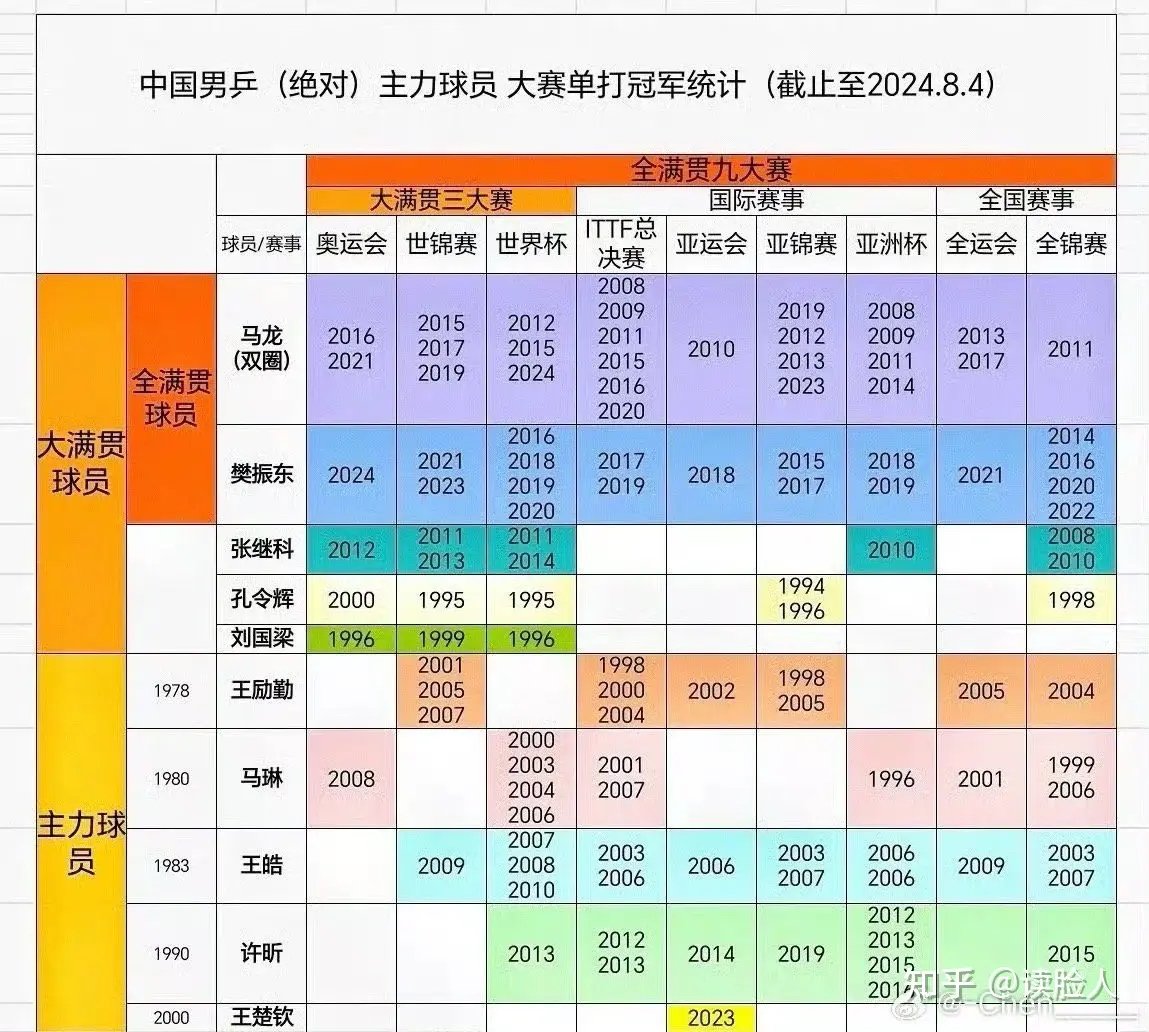 中国男乒（绝对）主力球员 大赛单打冠军统计（截止至2024.8.4）
全满贯九大赛
大满贯三大赛 国际赛事 全国赛事
球员/赛事 奥运会 世锦赛 世界杯 ITTF总决赛 亚运会 亚锦赛 亚洲杯 全运会 全锦赛
大满贯球员
全满贯球员
马龙（双圈） 2016 2021 2015 2017 2019 2012 2015 2024 2008 2009 2011 2015 2016 2020 2010 2019 2012 2013 2023 2008 2009 2011 2014 2013 2017 2011
樊振东 2024 2021 2023 2016 2018 2019 2020 2017 2019 2018 2015 2017 2018 2019 2021 2014 2016 2020 2022
张继科 2012 2011 2013 2011 2014 2010 2008 2010
孔令辉 2000 1995 1995 1994 1996 1998
刘国梁 1996 1999 1996
主力球员
1978 王励勤 2001 2005 2007 1998 2000 2004 2002 1998 2005 2005 2004
1980 马琳 2008 2000 2003 2004 2006 2001 2007 1996 2001 1999 2006
1983 王皓 2009 2007 2008 2010 2003 2006 2006 2003 2007 2006 2006 2009 2003 2007
1990 许昕 2013 2012 2013 2014 2019 2012 2013 2015 2016 2015
2000 王楚钦 2023
知乎 @读脸人